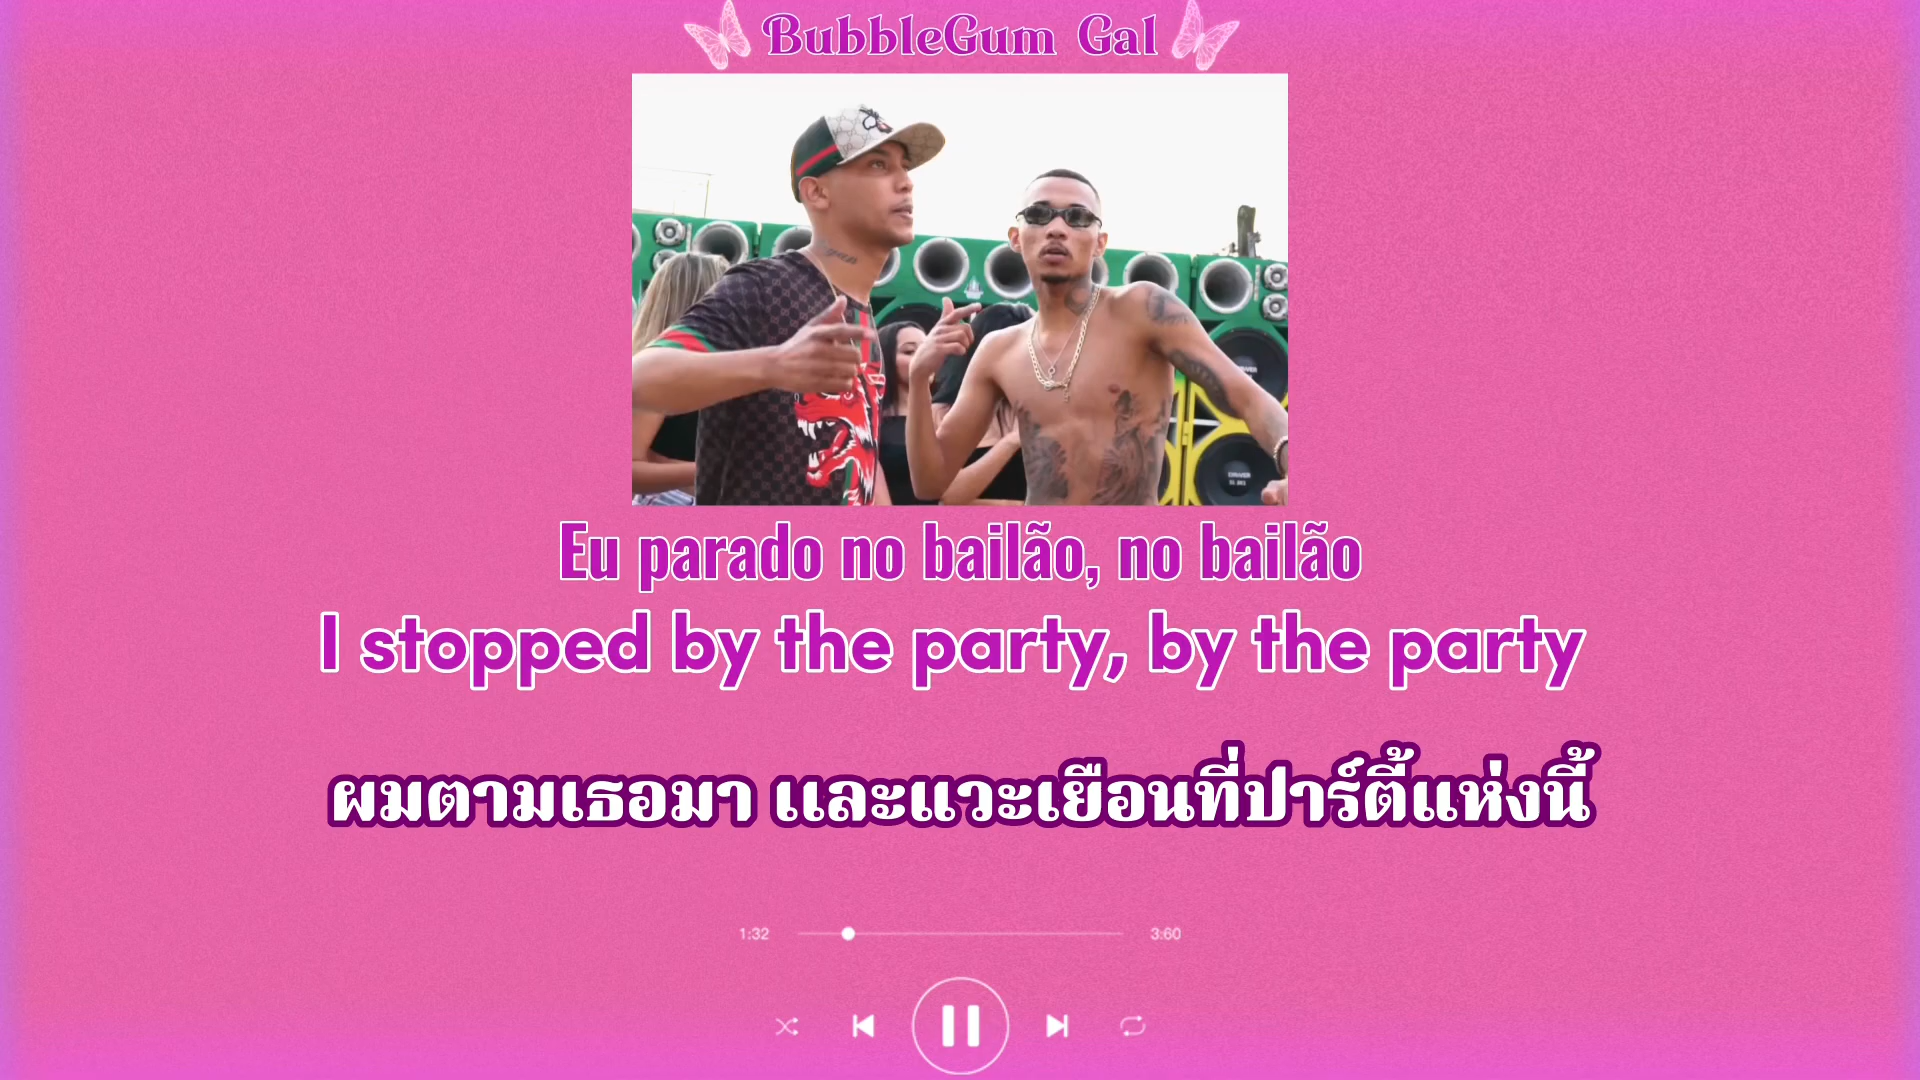 BubbleGum Gal
Eu parado no bailão, no bailão
I stopped by the party, by the party
ผมตามเธอมา และแวะเยือนที่ปาร์ตี้แห่งนี้
1:32
3:60